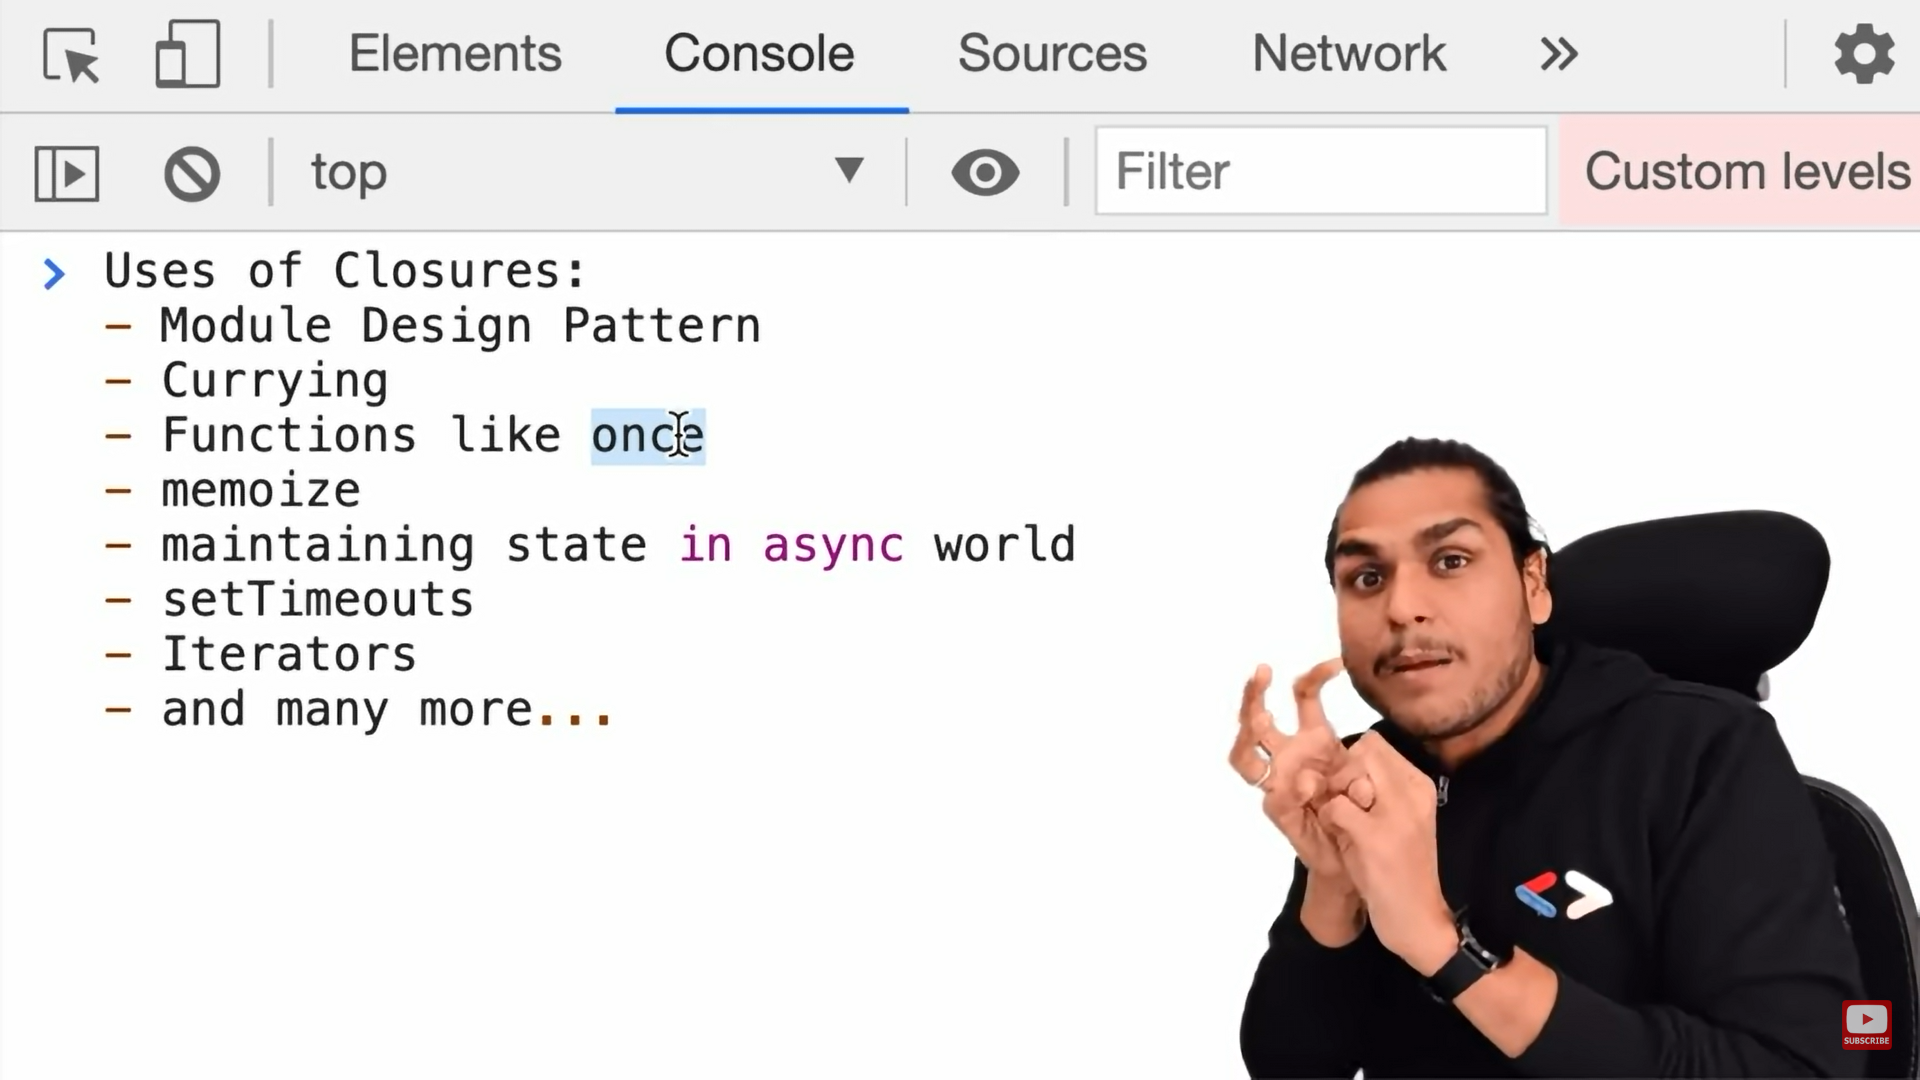 Elements Console Sources Network
top Filter Custom levels
Uses of Closures:
– Module Design Pattern
– Currying
– Functions like once
– memoize
– maintaining state in async world
– setTimeouts
– Iterators
– and many more...
SUBSCRIBE